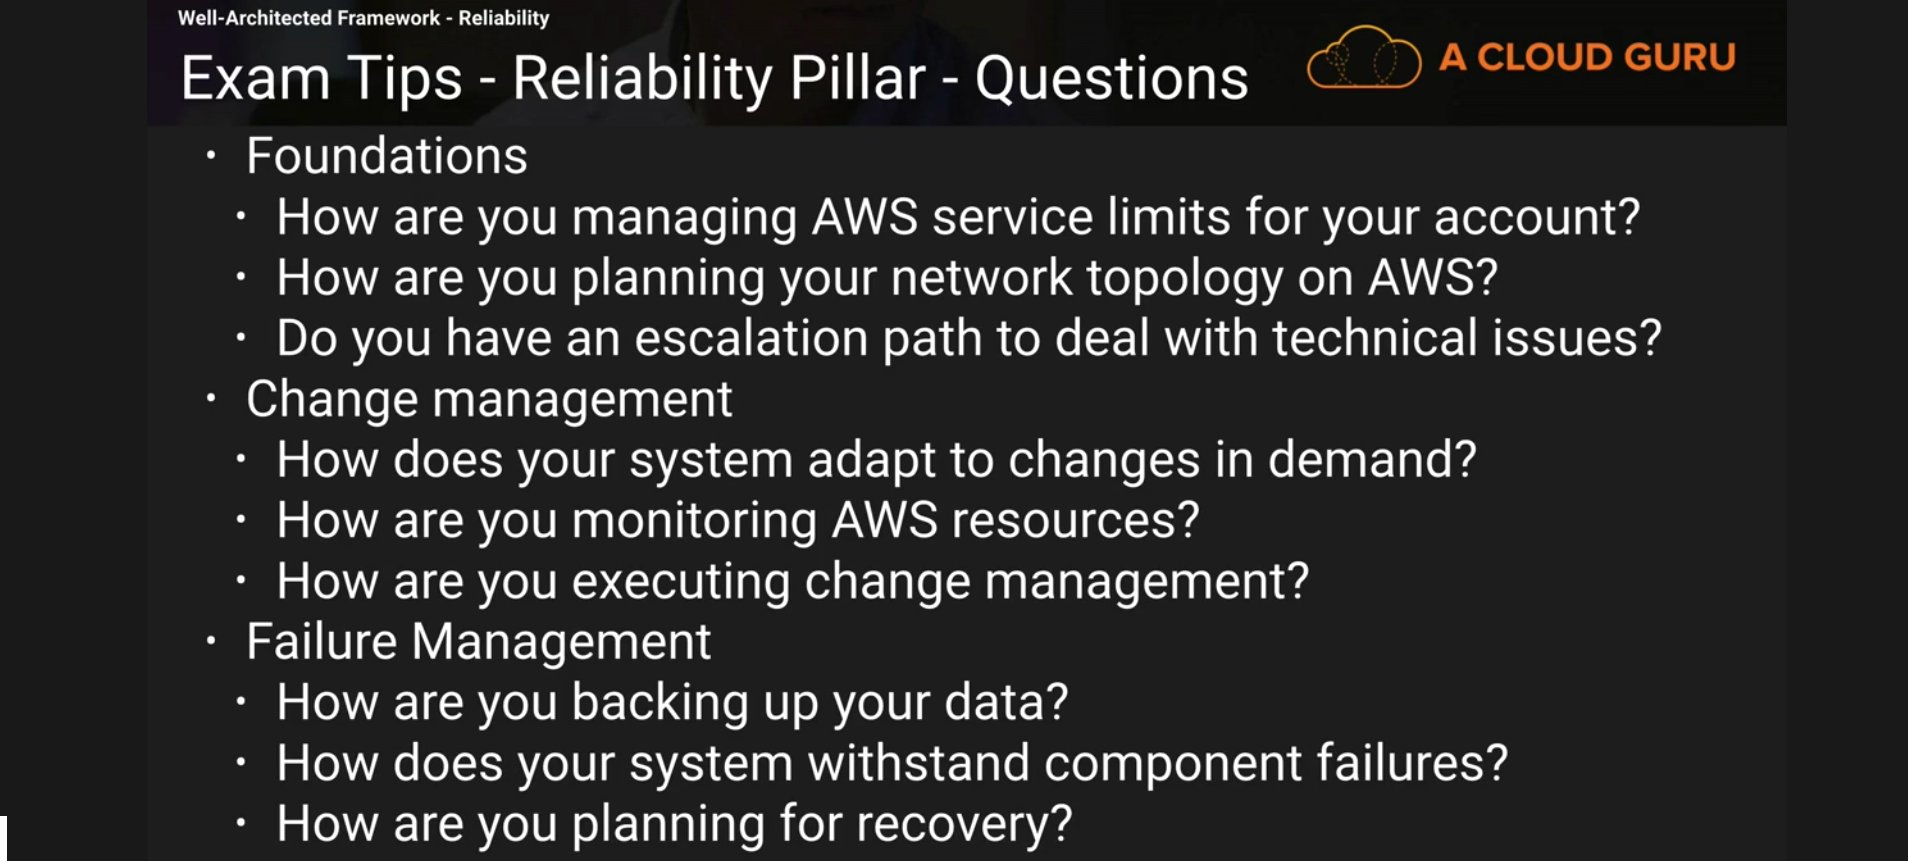 Well-Architected Framework - Reliability
Exam Tips - Reliability Pillar - Questions
A CLOUD GURU
• Foundations
• How are you managing AWS service limits for your account?
• How are you planning your network topology on AWS?
• Do you have an escalation path to deal with technical issues?
• Change management
• How does your system adapt to changes in demand?
• How are you monitoring AWS resources?
• How are you executing change management?
• Failure Management
• How are you backing up your data?
• How does your system withstand component failures?
• How are you planning for recovery?